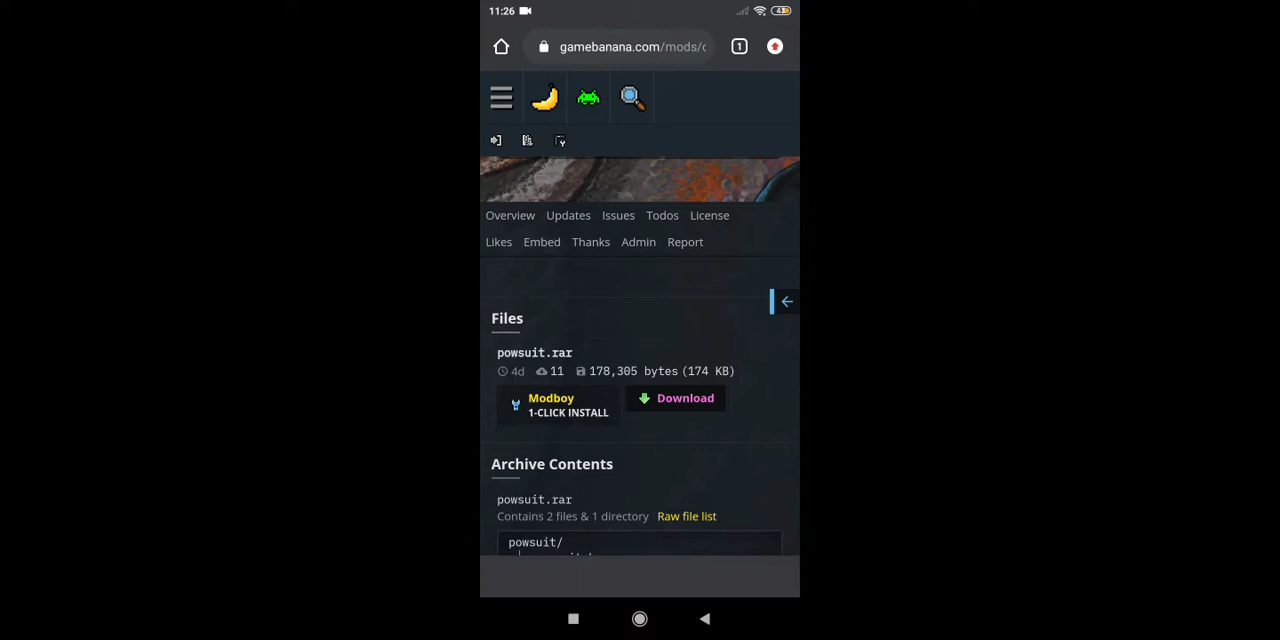 11:26
43
gamebanana.com/mods/
1
Overview Updates Issues Todos License
Likes Embed Thanks Admin Report
Files
powsuit.rar
4d 11 178,305 bytes (174 KB)
Modboy Download
1-CLICK INSTALL
Archive Contents
powsuit.rar
Contains 2 files & 1 directory Raw file list
powsuit/